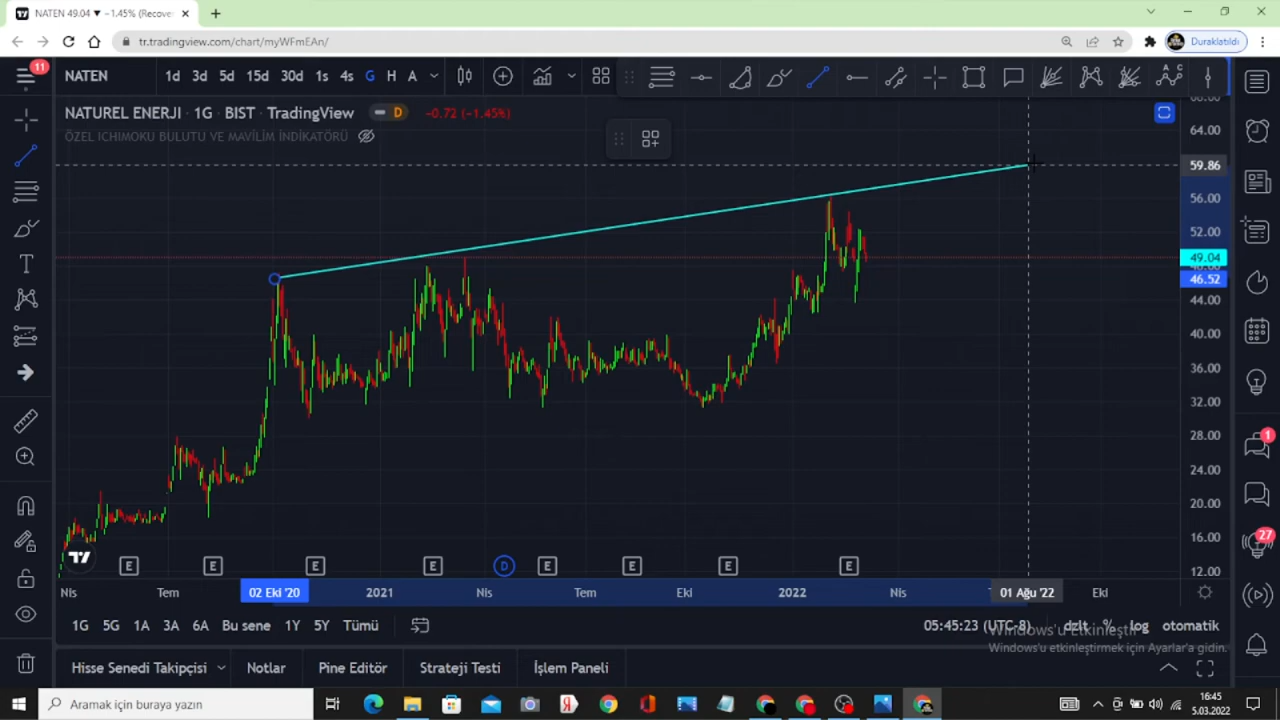 NATEN 49.04 ▼ −1.45% (Recover
tr.tradingview.com/chart/myWFmEAn/
Duraklatıldı
11
NATEN
1d 3d 5d 15d 30d 1s 4s G H A
NATUREL ENERJI · 1G · BIST · TradingView
D
-0.72 (−1.45%)
ÖZEL ICHIMOKU BULUTU VE MAVİLİM İNDİKATÖRÜ
64.00
59.86
56.00
52.00
49.04
46.52
44.00
40.00
36.00
32.00
28.00
24.00
20.00
16.00
12.00
E E E E D E E E E
Nis Tem 02 Eki '20 2021 Nis Tem Eki 2022 Nis 01 Ağu '22 Eki
1G 5G 1A 3A 6A Bu sene 1Y 5Y Tümü
05:45:23 (UTC-8) dzlt % log otomatik
Windows'u Etkinleştir
Windows'u etkinleştirmek için Ayarlar'a gidin.
Hisse Senedi Takipçisi Notlar Pine Editör Strateji Testi İşlem Paneli
1
27
Aramak için buraya yazın
16:45
5.03.2022